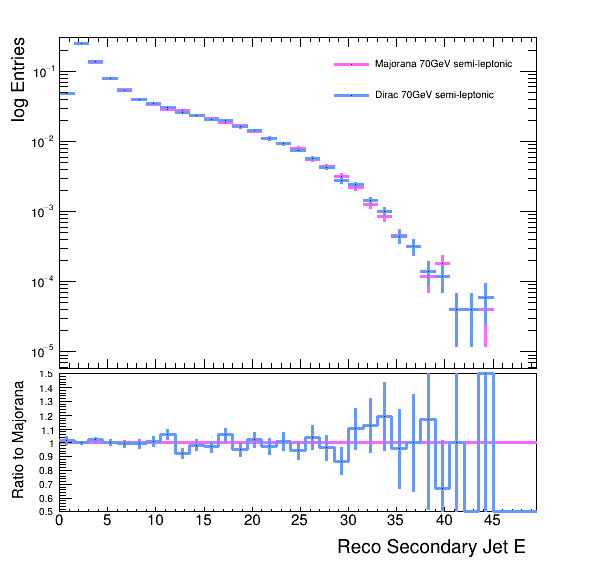 log Entries
10⁻¹
10⁻²
10⁻³
10⁻⁴
10⁻⁵
Majorana 70GeV semi-leptonic
Dirac 70GeV semi-leptonic
Ratio to Majorana
1.5
1.4
1.3
1.2
1.1
1
0.9
0.8
0.7
0.6
0.5
0 5 10 15 20 25 30 35 40 45
Reco Secondary Jet E